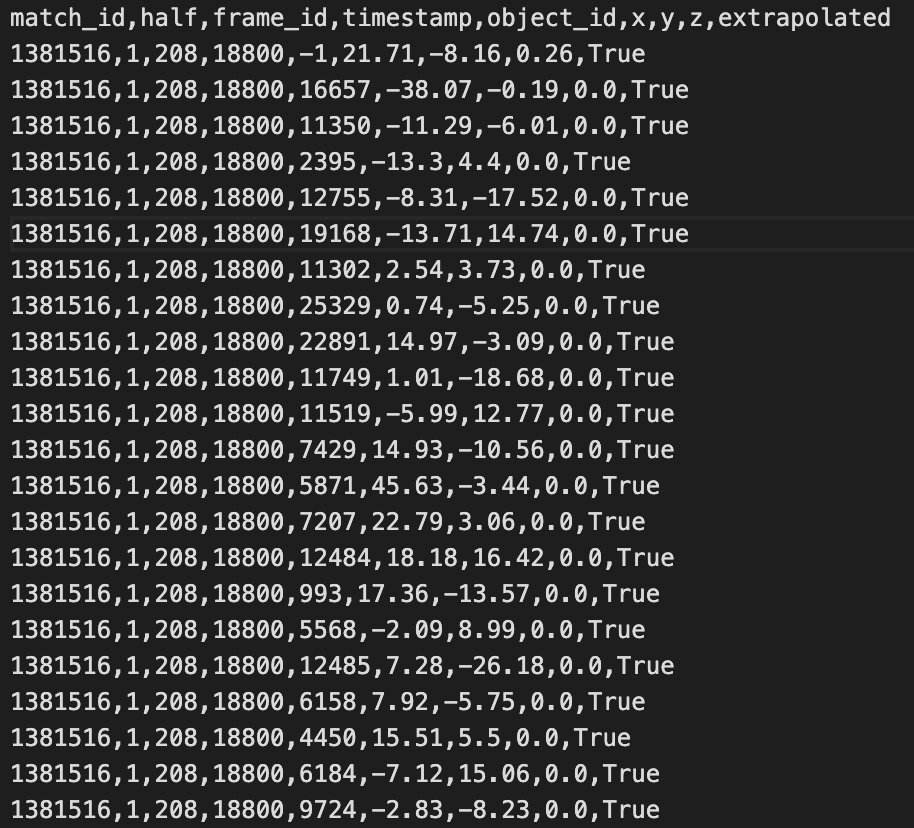 match_id,half,frame_id,timestamp,object_id,x,y,z,extrapolated
1381516,1,208,18800,-1,21.71,-8.16,0.26,True
1381516,1,208,18800,16657,-38.07,-0.19,0.0,True
1381516,1,208,18800,11350,-11.29,-6.01,0.0,True
1381516,1,208,18800,2395,-13.3,4.4,0.0,True
1381516,1,208,18800,12755,-8.31,-17.52,0.0,True
1381516,1,208,18800,19168,-13.71,14.74,0.0,True
1381516,1,208,18800,11302,2.54,3.73,0.0,True
1381516,1,208,18800,25329,0.74,-5.25,0.0,True
1381516,1,208,18800,22891,14.97,-3.09,0.0,True
1381516,1,208,18800,11749,1.01,-18.68,0.0,True
1381516,1,208,18800,11519,-5.99,12.77,0.0,True
1381516,1,208,18800,7429,14.93,-10.56,0.0,True
1381516,1,208,18800,5871,45.63,-3.44,0.0,True
1381516,1,208,18800,7207,22.79,3.06,0.0,True
1381516,1,208,18800,12484,18.18,16.42,0.0,True
1381516,1,208,18800,993,17.36,-13.57,0.0,True
1381516,1,208,18800,5568,-2.09,8.99,0.0,True
1381516,1,208,18800,12485,7.28,-26.18,0.0,True
1381516,1,208,18800,6158,7.92,-5.75,0.0,True
1381516,1,208,18800,4450,15.51,5.5,0.0,True
1381516,1,208,18800,6184,-7.12,15.06,0.0,True
1381516,1,208,18800,9724,-2.83,-8.23,0.0,True